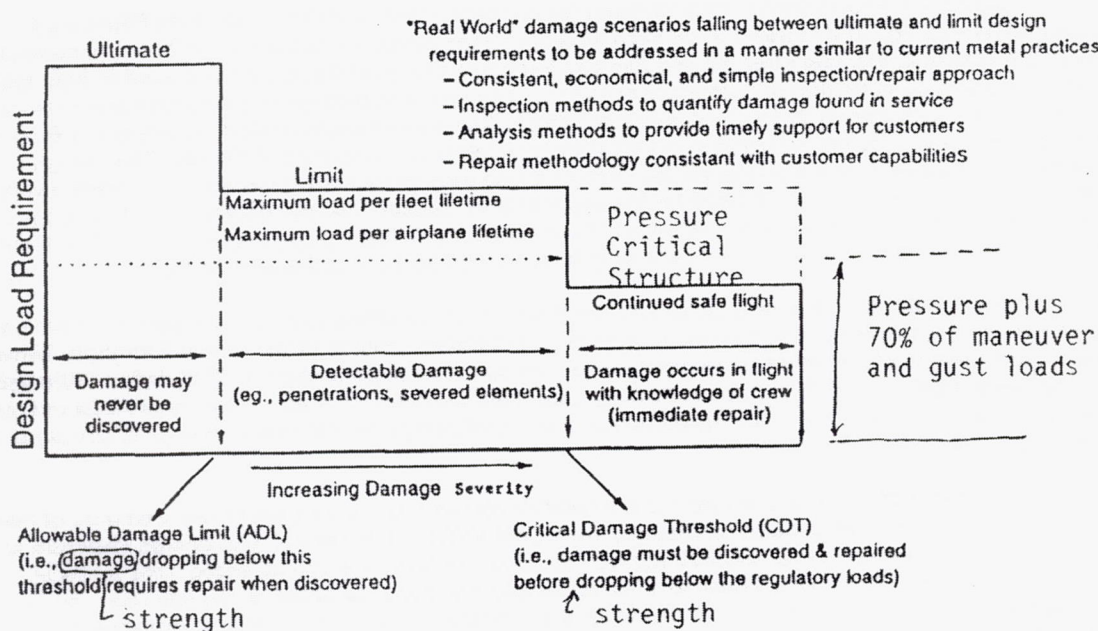 "Real World" damage scenarios falling between ultimate and limit design
requirements to be addressed in a manner similar to current metal practices
– Consistent, economical, and simple inspection/repair approach
– Inspection methods to quantify damage found in service
– Analysis methods to provide timely support for customers
– Repair methodology consistant with customer capabilities
Ultimate
Design Load Requirement
Limit
Maximum load per fleet lifetime
Maximum load per airplane lifetime
Pressure
Critical
Structure
Continued safe flight
Pressure plus
70% of maneuver
and gust loads
Damage may
never be
discovered
Detectable Damage
(eg., penetrations, severed elements)
Damage occurs in flight
with knowledge of crew
(immediate repair)
Increasing Damage Severity
Allowable Damage Limit (ADL)
(i.e., damage dropping below this
threshold requires repair when discovered)
strength
Critical Damage Threshold (CDT)
(i.e., damage must be discovered & repaired
before dropping below the regulatory loads)
strength